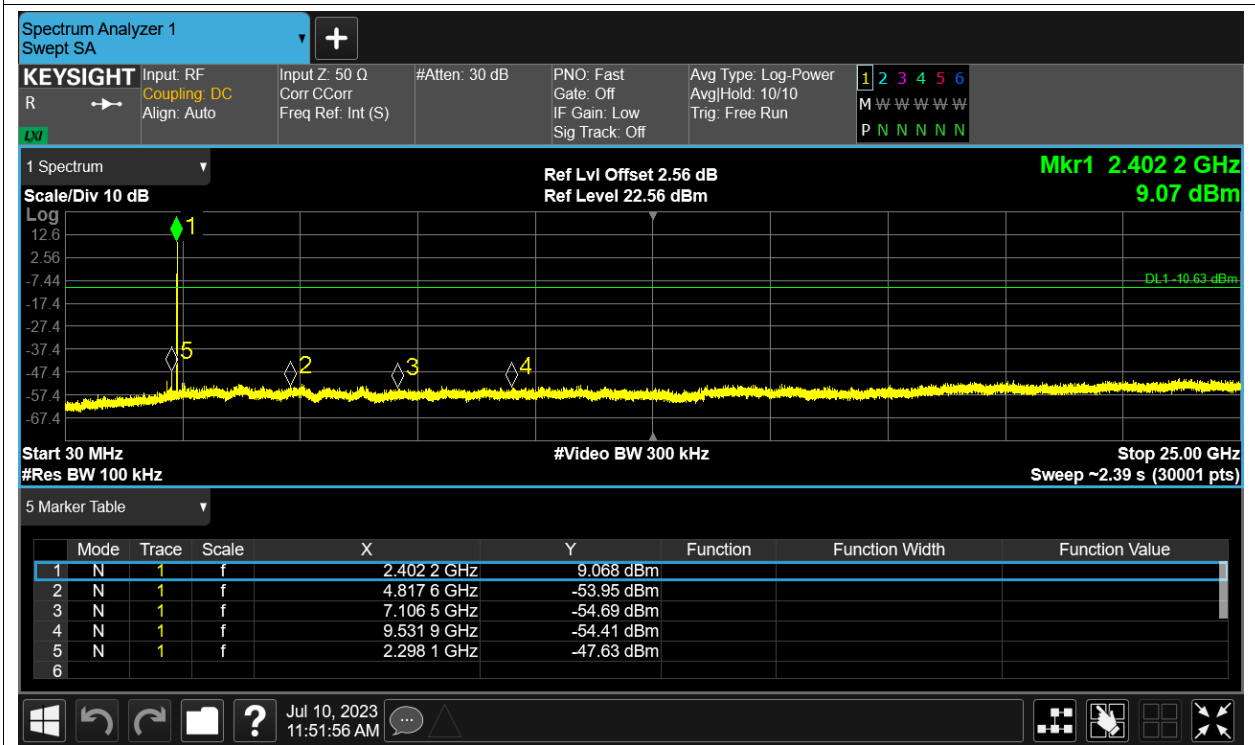 Spectrum Analyzer 1
Swept SA
KEYSIGHT Input: RF Input Z: 50 Ω #Atten: 30 dB PNO: Fast Avg Type: Log-Power 1 2 3 4 5 6
R Coupling: DC Corr CCorr Gate: Off Avg|Hold: 10/10 M W W W W W
Align: Auto Freq Ref: Int (S) IF Gain: Low Trig: Free Run
LXI Sig Track: Off P N N N N N
1 Spectrum Ref Lvl Offset 2.56 dB Mkr1 2.402 2 GHz
Scale/Div 10 dB Ref Level 22.56 dBm 9.07 dBm
Log
1
12.6
2.56
-7.44 DL1 -10.63 dBm
-17.4
-27.4
-37.4
5
-47.4 2 3 4
-57.4
-67.4
Start 30 MHz #Video BW 300 kHz Stop 25.00 GHz
#Res BW 100 kHz Sweep ~2.39 s (30001 pts)
5 Marker Table
Mode Trace Scale X Y Function Function Width Function Value
1 N 1 f 2.402 2 GHz 9.068 dBm
2 N 1 f 4.817 6 GHz -53.95 dBm
3 N 1 f 7.106 5 GHz -54.69 dBm
4 N 1 f 9.531 9 GHz -54.41 dBm
5 N 1 f 2.298 1 GHz -47.63 dBm
6
? Jul 10, 2023
11:51:56 AM